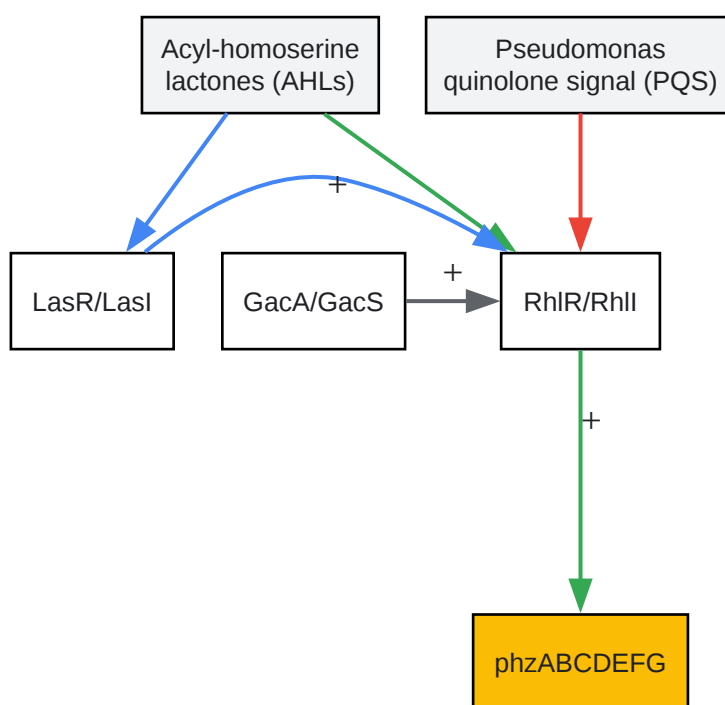 Acyl-homoserine
lactones (AHLs)
Pseudomonas
quinolone signal (PQS)
+
+
LasR/LasI
GacA/GacS
RhlR/RhlI
+
phzABCDEFG